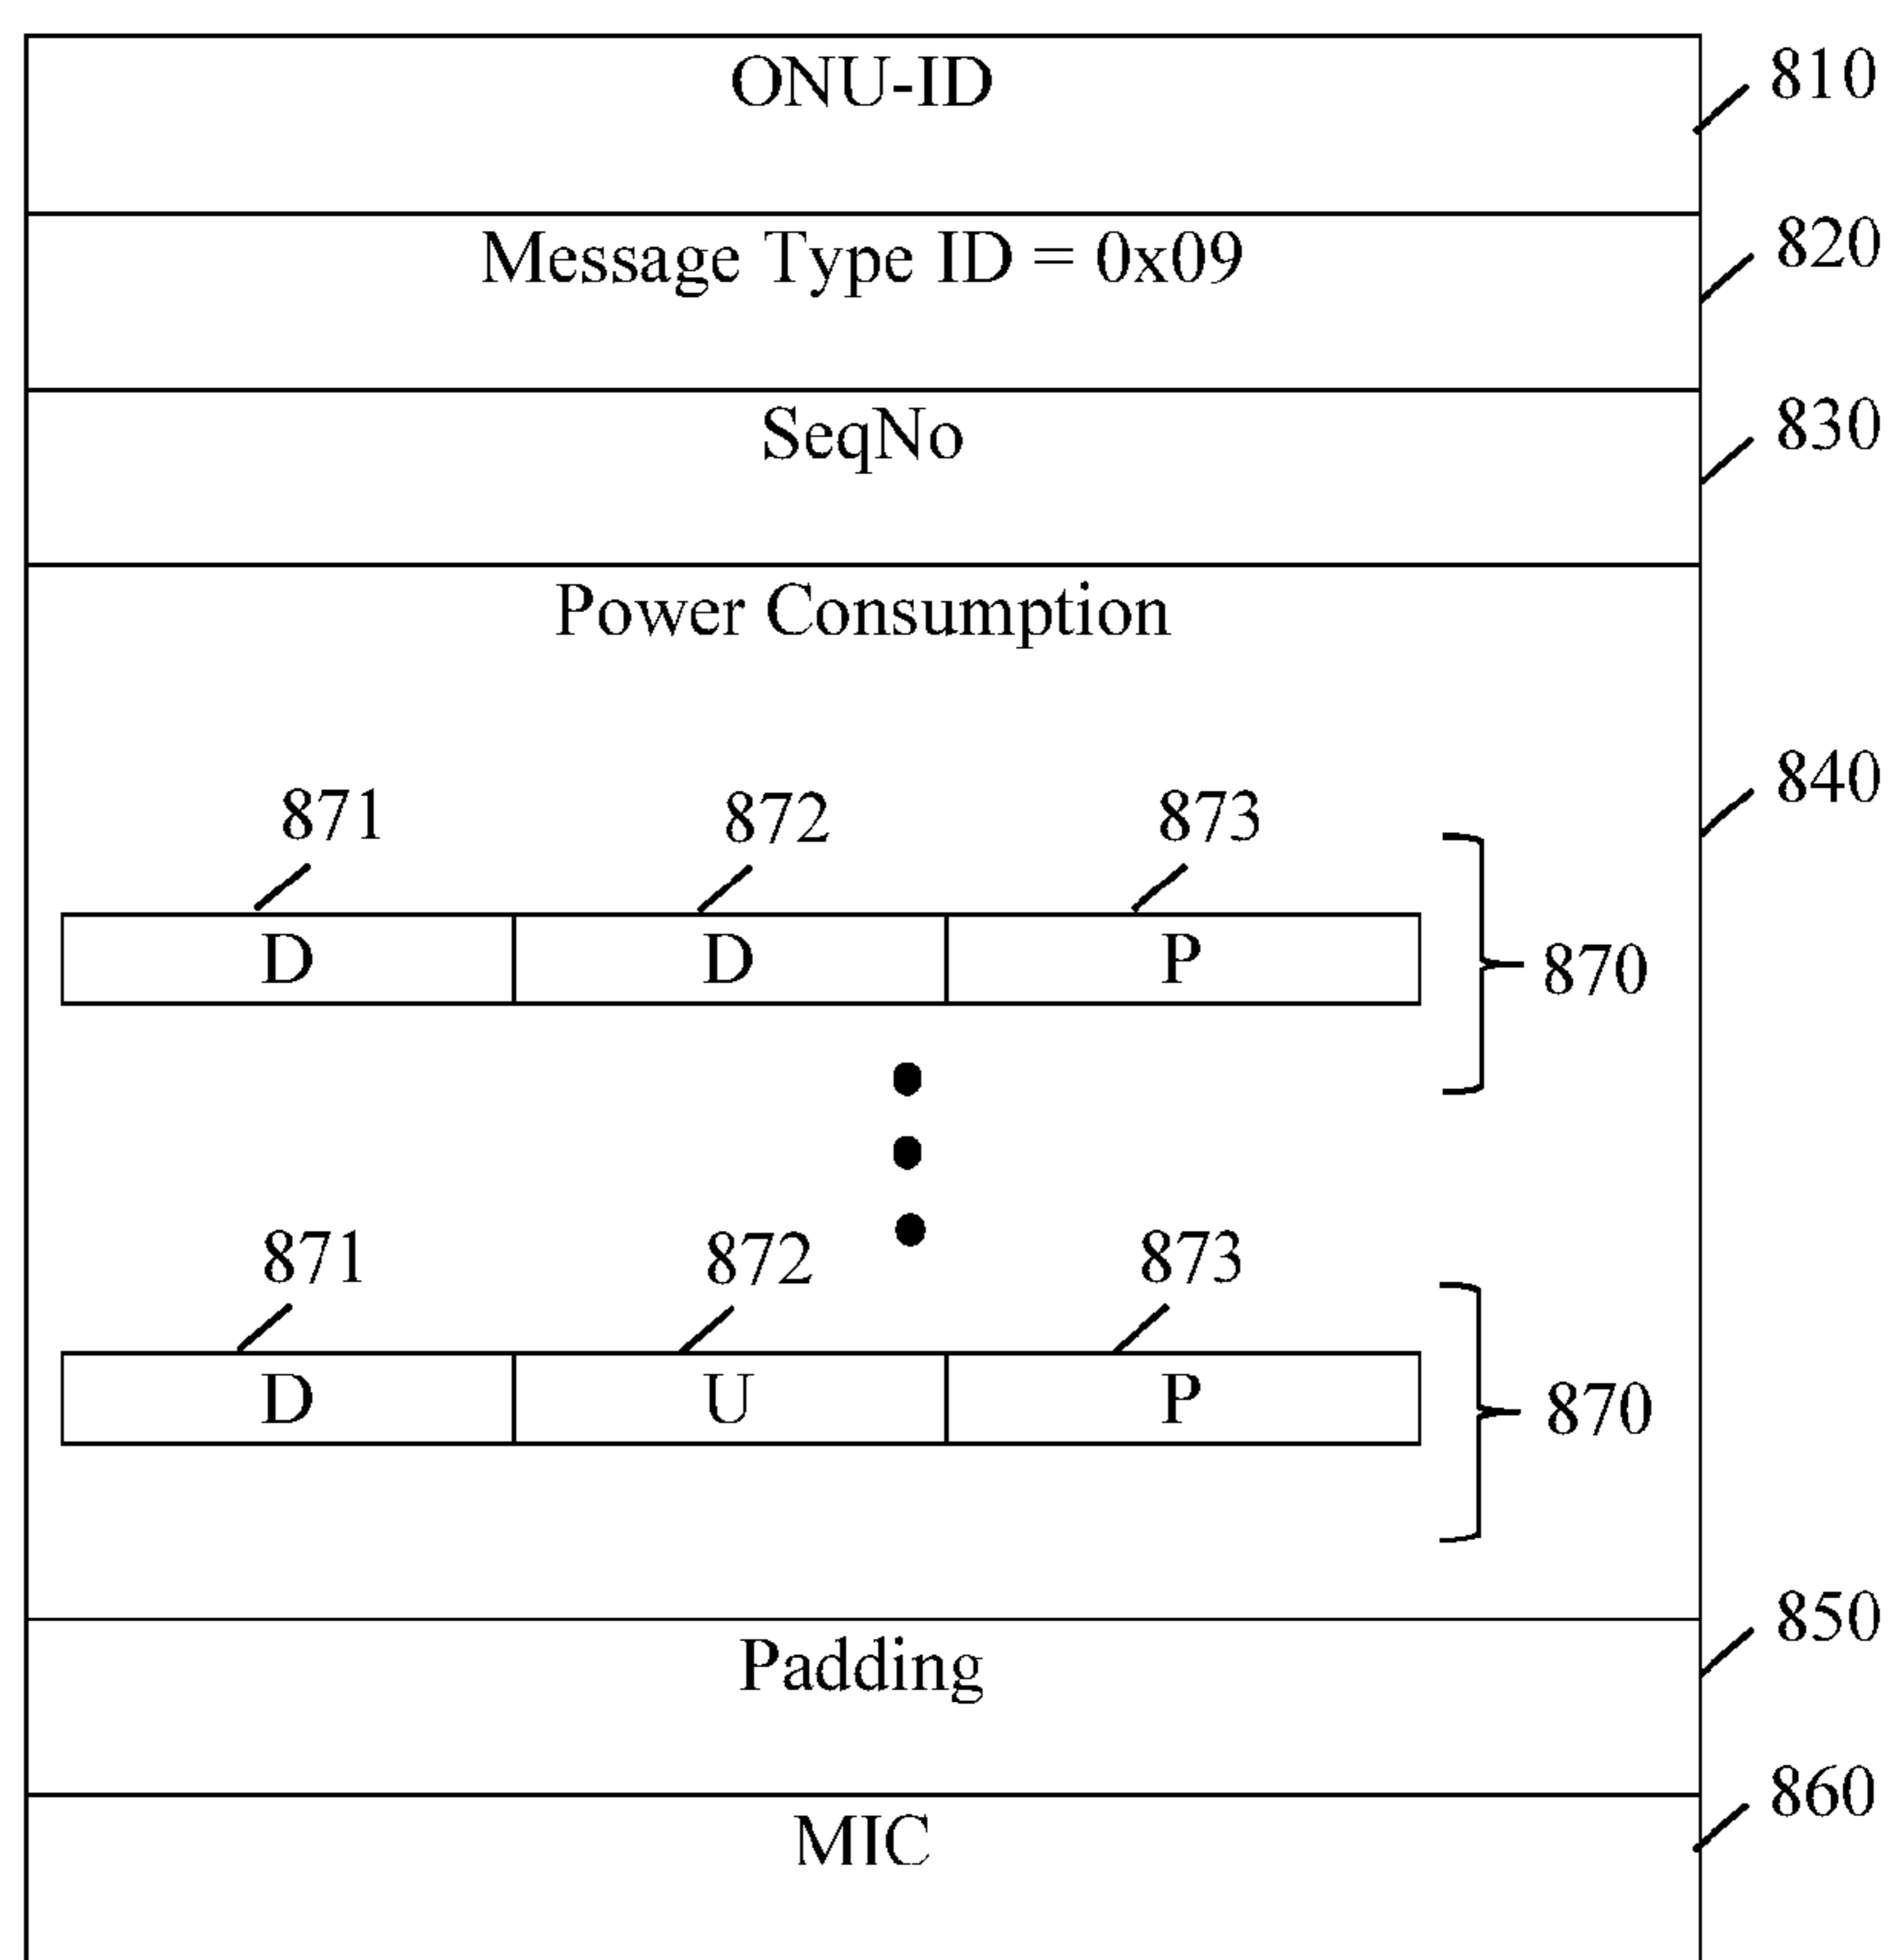 ONU-ID
810
Message Type ID = 0x09
820
SeqNo
830
Power Consumption
840
871 872 873
D D P
870
871 872 873
D U P
870
Padding
850
MIC
860